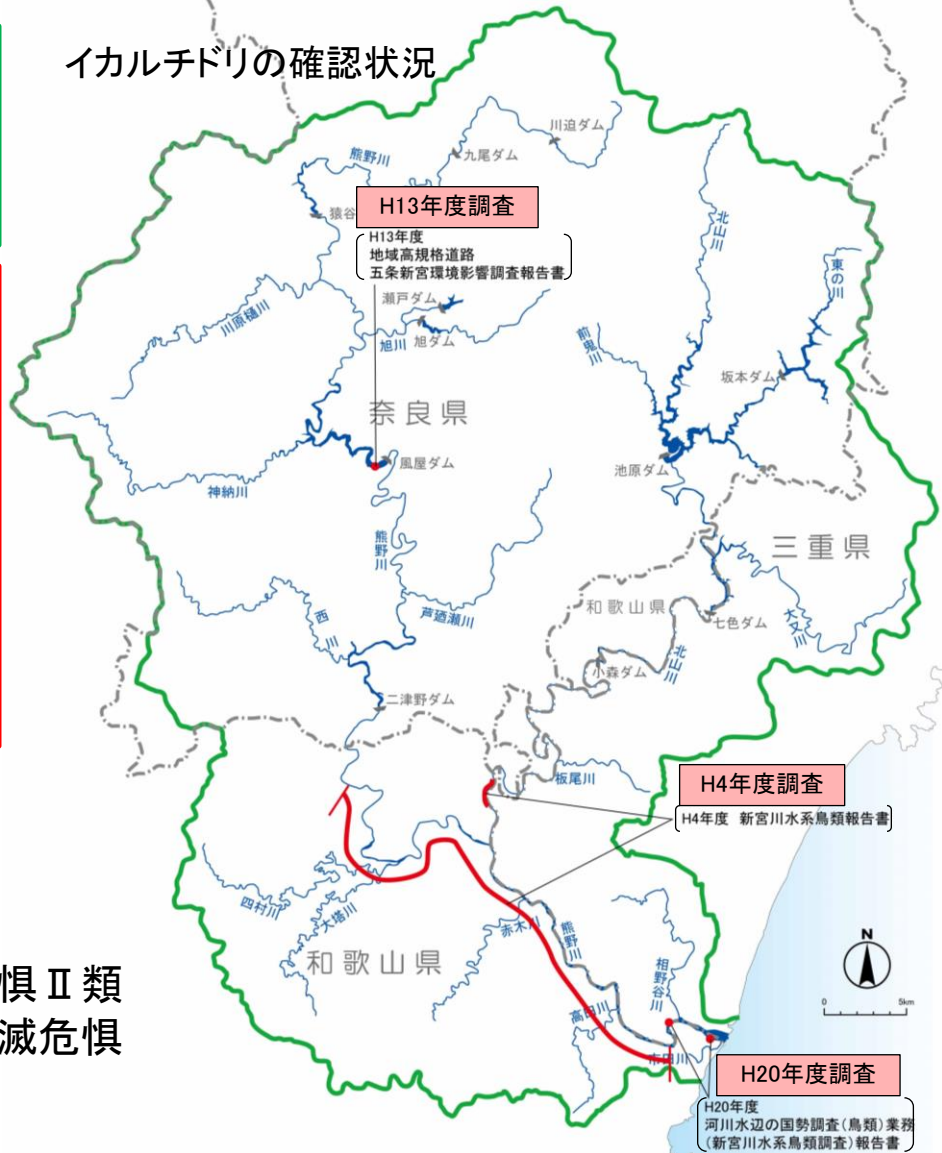 イカルチドリの確認状況
川迫ダム
九尾ダム
熊野川
猿谷
H13年度調査
H13年度
地域高規格道路
五条新宮環境影響調査報告書
北山川
東の川
瀬戸ダム
川原樋川
旭川
旭ダム
前鬼川
坂本ダム
奈良県
風屋ダム
池原ダム
神納川
熊野川
三重県
芦廼瀬川
和歌山県
七色ダム
大又川
西川
小森ダム
北山川
二津野ダム
板尾川
H4年度調査
H4年度 新宮川水系鳥類報告書
四村川
大塔川
赤木川
熊野川
和歌山県
相野谷川
高田川
N
0 5km
惧Ⅱ類
滅危惧
市田川
H20年度調査
H20年度
河川水辺の国勢調査(鳥類)業務
(新宮川水系鳥類調査)報告書